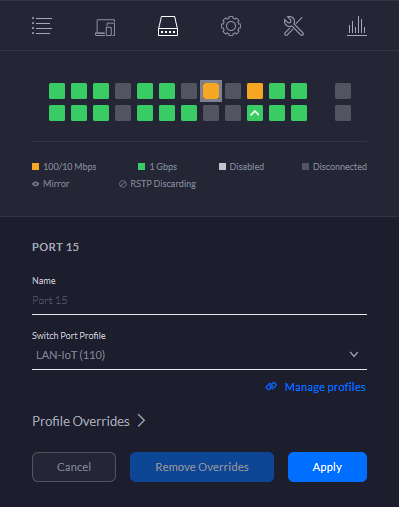 100/10 Mbps 1 Gbps Disabled Disconnected
Mirror RSTP Discarding
PORT 15
Name
Port 15
Switch Port Profile
LAN-IoT (110)
Manage profiles
Profile Overrides
Cancel Remove Overrides Apply